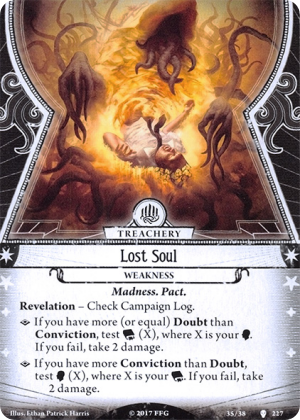 TREACHERY
Lost Soul
WEAKNESS
Madness. Pact.
Revelation – Check Campaign Log.
If you have more (or equal) Doubt than
Conviction, test (X), where X is your .
If you fail, take 2 damage.
If you have more Conviction than Doubt,
test (X), where X is your . If you fail, take
2 damage.
Illus. Ethan Patrick Harris
© 2017 FFG
35/38
227